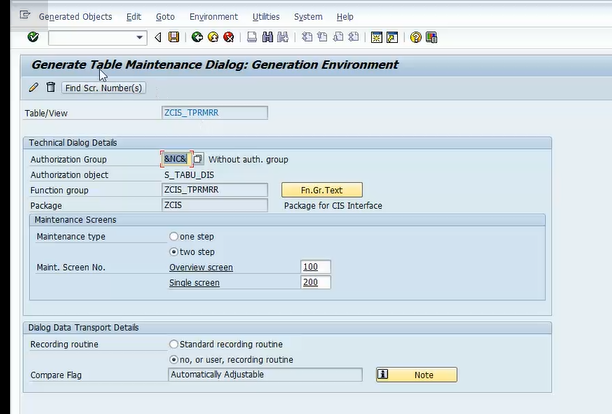 Generated Objects Edit Goto Environment Utilities System Help
Generate Table Maintenance Dialog: Generation Environment
Find Scr. Number(s)
Table/View ZCIS_TPRMRR
Technical Dialog Details
Authorization Group &NC& Without auth. group
Authorization object S_TABU_DIS
Function group ZCIS_TPRMRR Fn.Gr.Text
Package ZCIS Package for CIS Interface
Maintenance Screens
Maintenance type one step
two step
Maint. Screen No. Overview screen 100
Single screen 200
Dialog Data Transport Details
Recording routine Standard recording routine
no, or user, recording routine
Compare Flag Automatically Adjustable Note